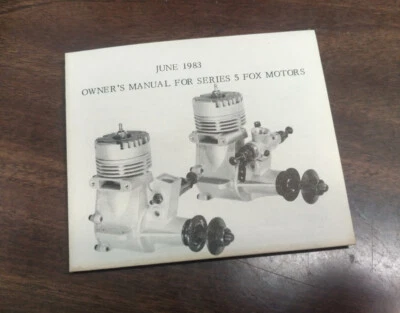 JUNE 1983
OWNER'S MANUAL FOR SERIES 5 FOX MOTORS